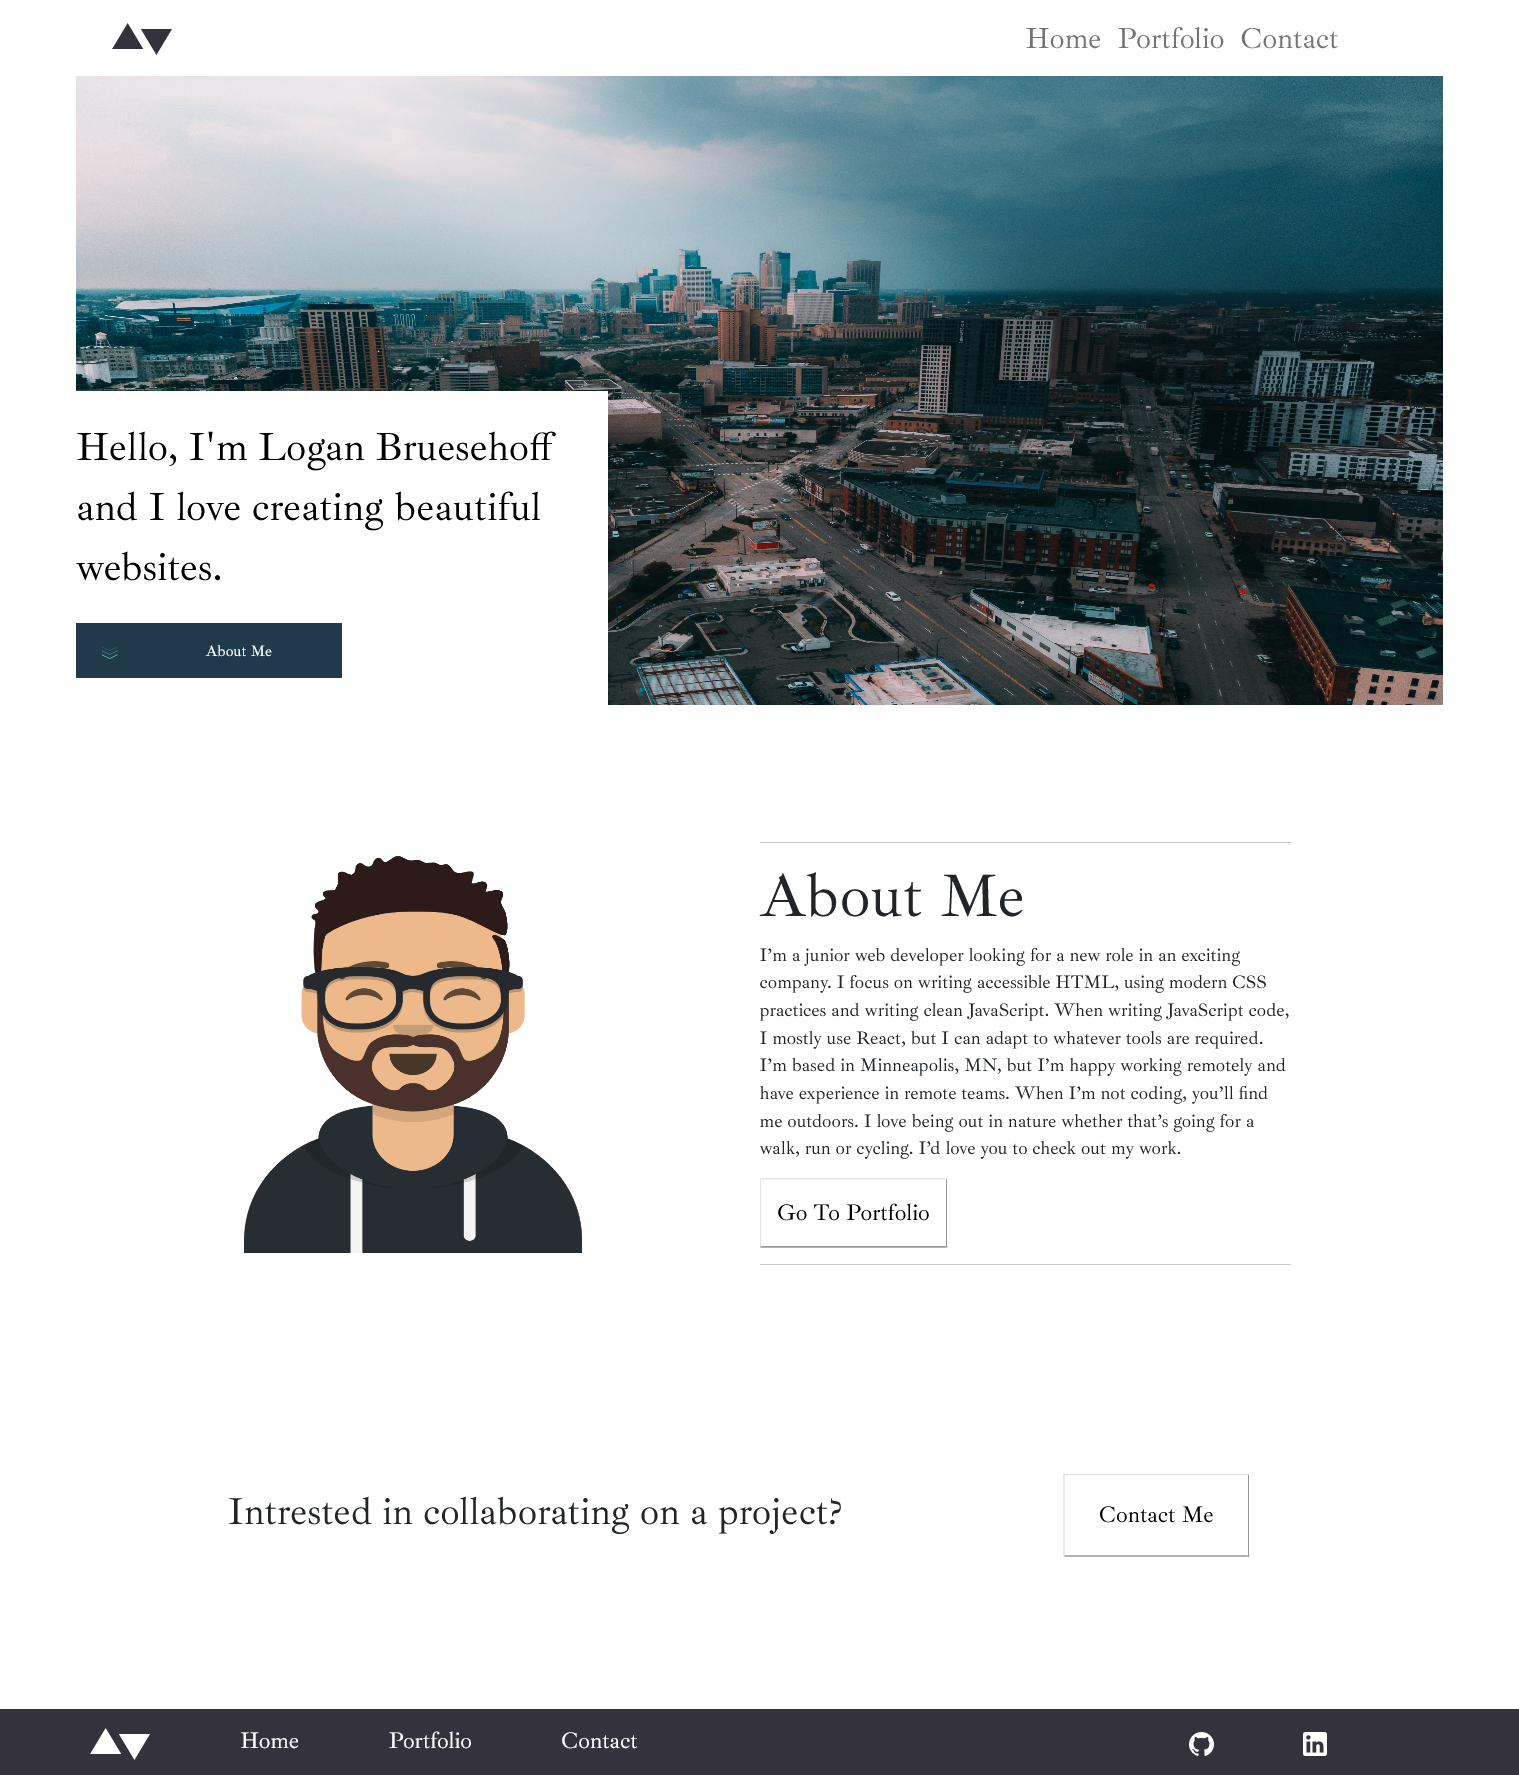 Home Portfolio Contact
Hello, I'm Logan Bruesehoff
and I love creating beautiful
websites.
About Me
About Me
I’m a junior web developer looking for a new role in an exciting
company. I focus on writing accessible HTML, using modern CSS
practices and writing clean JavaScript. When writing JavaScript code,
I mostly use React, but I can adapt to whatever tools are required.
I’m based in Minneapolis, MN, but I’m happy working remotely and
have experience in remote teams. When I’m not coding, you’ll find
me outdoors. I love being out in nature whether that’s going for a
walk, run or cycling. I’d love you to check out my work.
Go To Portfolio
Intrested in collaborating on a project?
Contact Me
Home Portfolio Contact
in